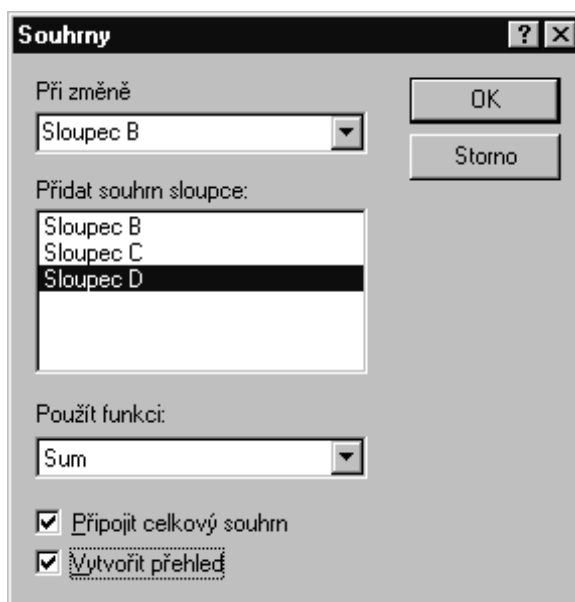 Souhrny
Při změně
Sloupec B
OK
Storno
Přidat souhrn sloupce:
Sloupec B
Sloupec C
Sloupec D
Použít funkci:
Sum
Připojit celkový souhrn
Vytvořit přehled